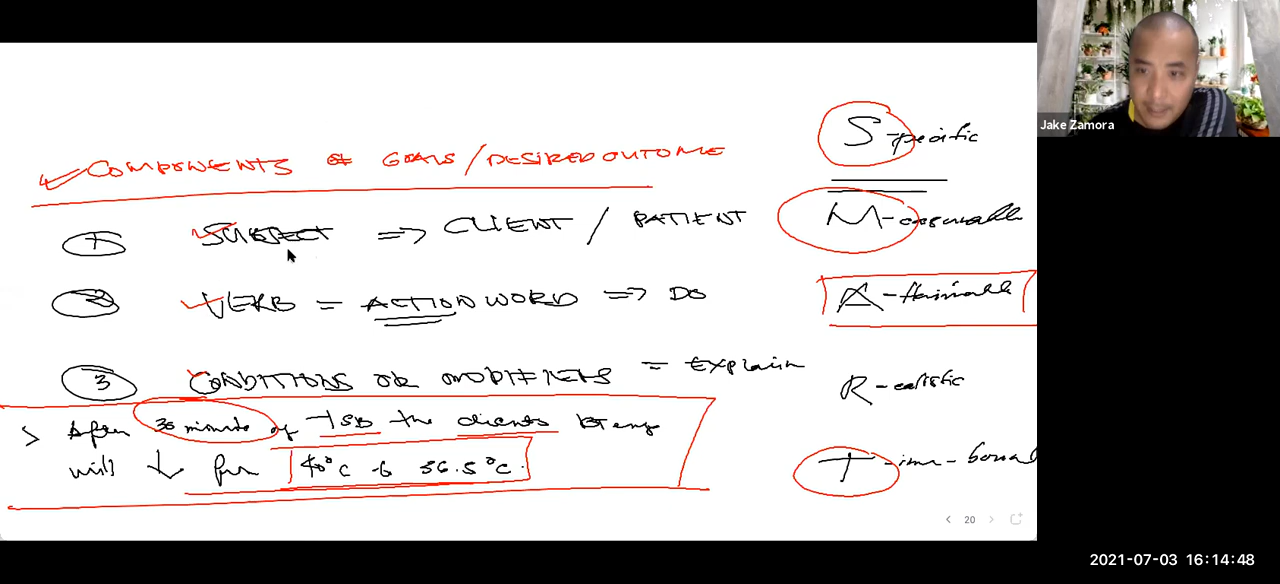 COMPONENTS OF GOALS/DESIRED OUTCOME
1 SUBJECT => CLIENT / PATIENT
2 VERB = ACTION WORD => DO
3 CONDITIONS OR MODIFIERS = Explain
> After 30 minute of TSB the clients
will ↓ from 40°C to 36.5°C.
S-pecific
M-easurable
A-ttainable
R-ealistic
T-ime-bound
Jake Zamora
20
2021-07-03 16:14:48